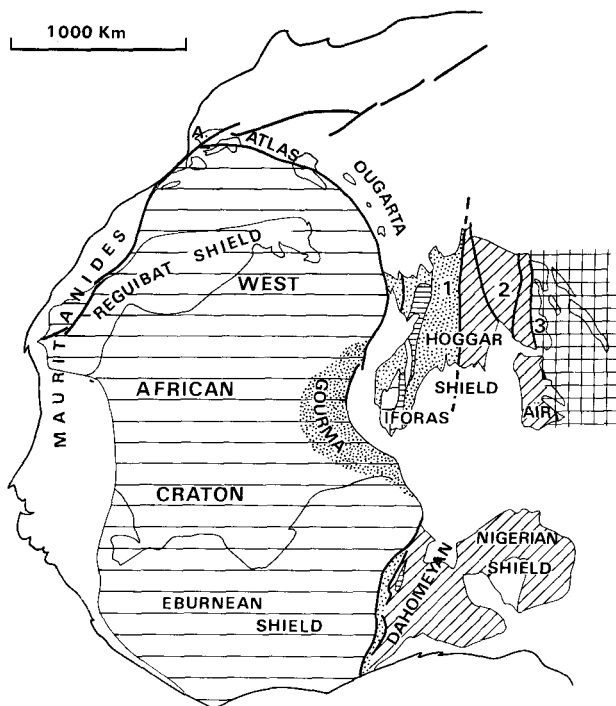 1000 Km
A.
ATLAS
OUGARTA
MAURITANIDES
REGUIBAT SHIELD
WEST
AFRICAN
CRATON
GOURMA
1
2
3
HOGGAR
SHIELD
IFORAS
AIR
EBURNEAN
SHIELD
DAHOMEYAN
NIGERIAN
SHIELD